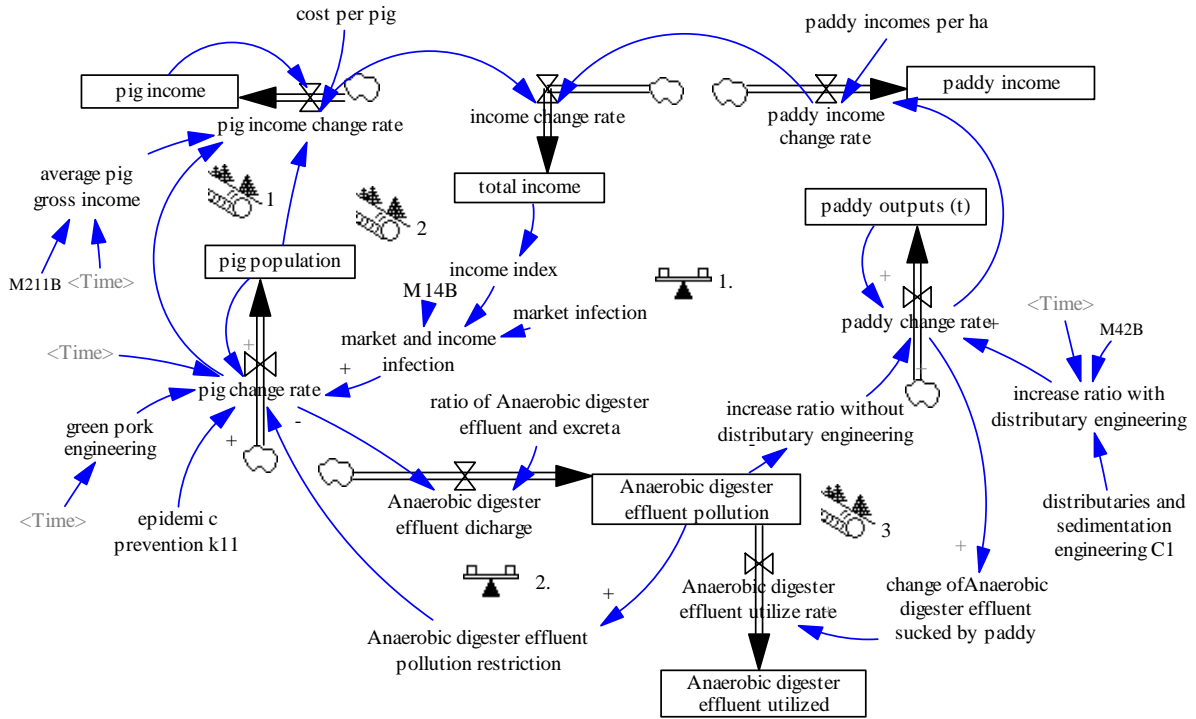 cost per pig
paddy incomes per ha
pig income
paddy income
pig income change rate
income change rate
paddy income
change rate
average pig
gross income
1
2
total income
paddy outputs (t)
M211B
<Time>
pig population
income index
M14B
1.
market infection
+
<Time>
market and income
infection
paddy change rate
+
M42B
<Time>
+
+
pig change rate
-
ratio of Anaerobic digester
effluent and excreta
increase ratio without
distributary engineering
-
increase ratio with
distributary engineering
green pork
engineering
+
<Time>
epidemi c
prevention k11
Anaerobic digester
effluent dicharge
Anaerobic digester
effluent pollution
3
distributaries and
sedimentation
engineering C1
+
2.
+
Anaerobic digester
effluent utilize rate
change ofAnaerobic
digester effluent
sucked by paddy
Anaerobic digester effluent
pollution restriction
Anaerobic digester
effluent utilized